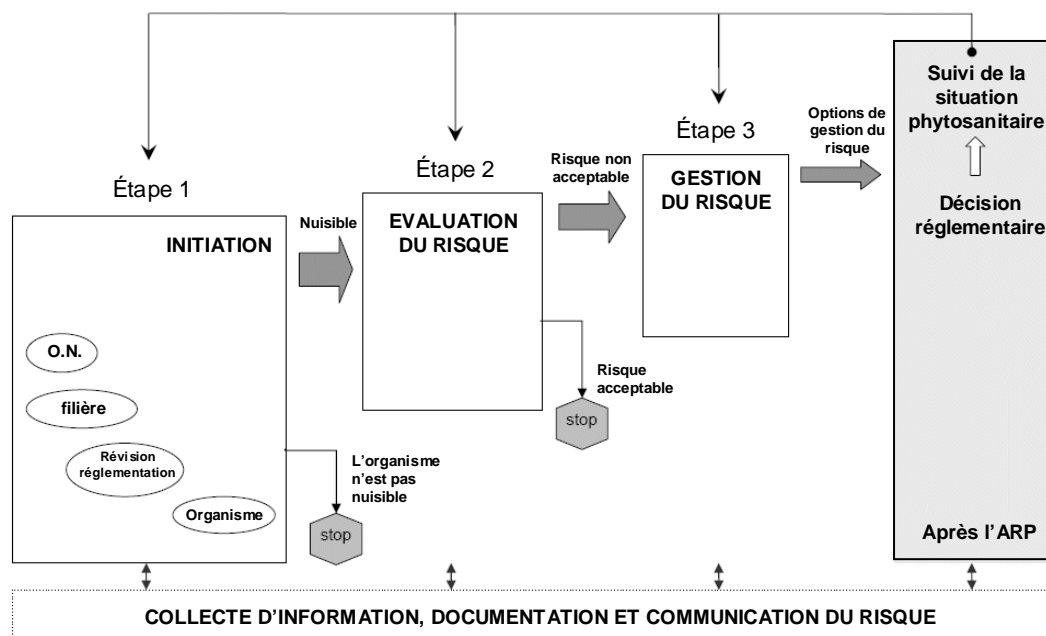 Étape 1
INITIATION
O.N.
filière
Révision
réglementation
Organisme
Nuisible
L'organisme
n'est pas
nuisible
stop
Étape 2
EVALUATION
DU RISQUE
Risque non
acceptable
Risque
acceptable
stop
Étape 3
GESTION
DU RISQUE
Options de
gestion du
risque
Suivi de la
situation
phytosanitaire
Décision
réglementaire
Après l'ARP
COLLECTE D'INFORMATION, DOCUMENTATION ET COMMUNICATION DU RISQUE